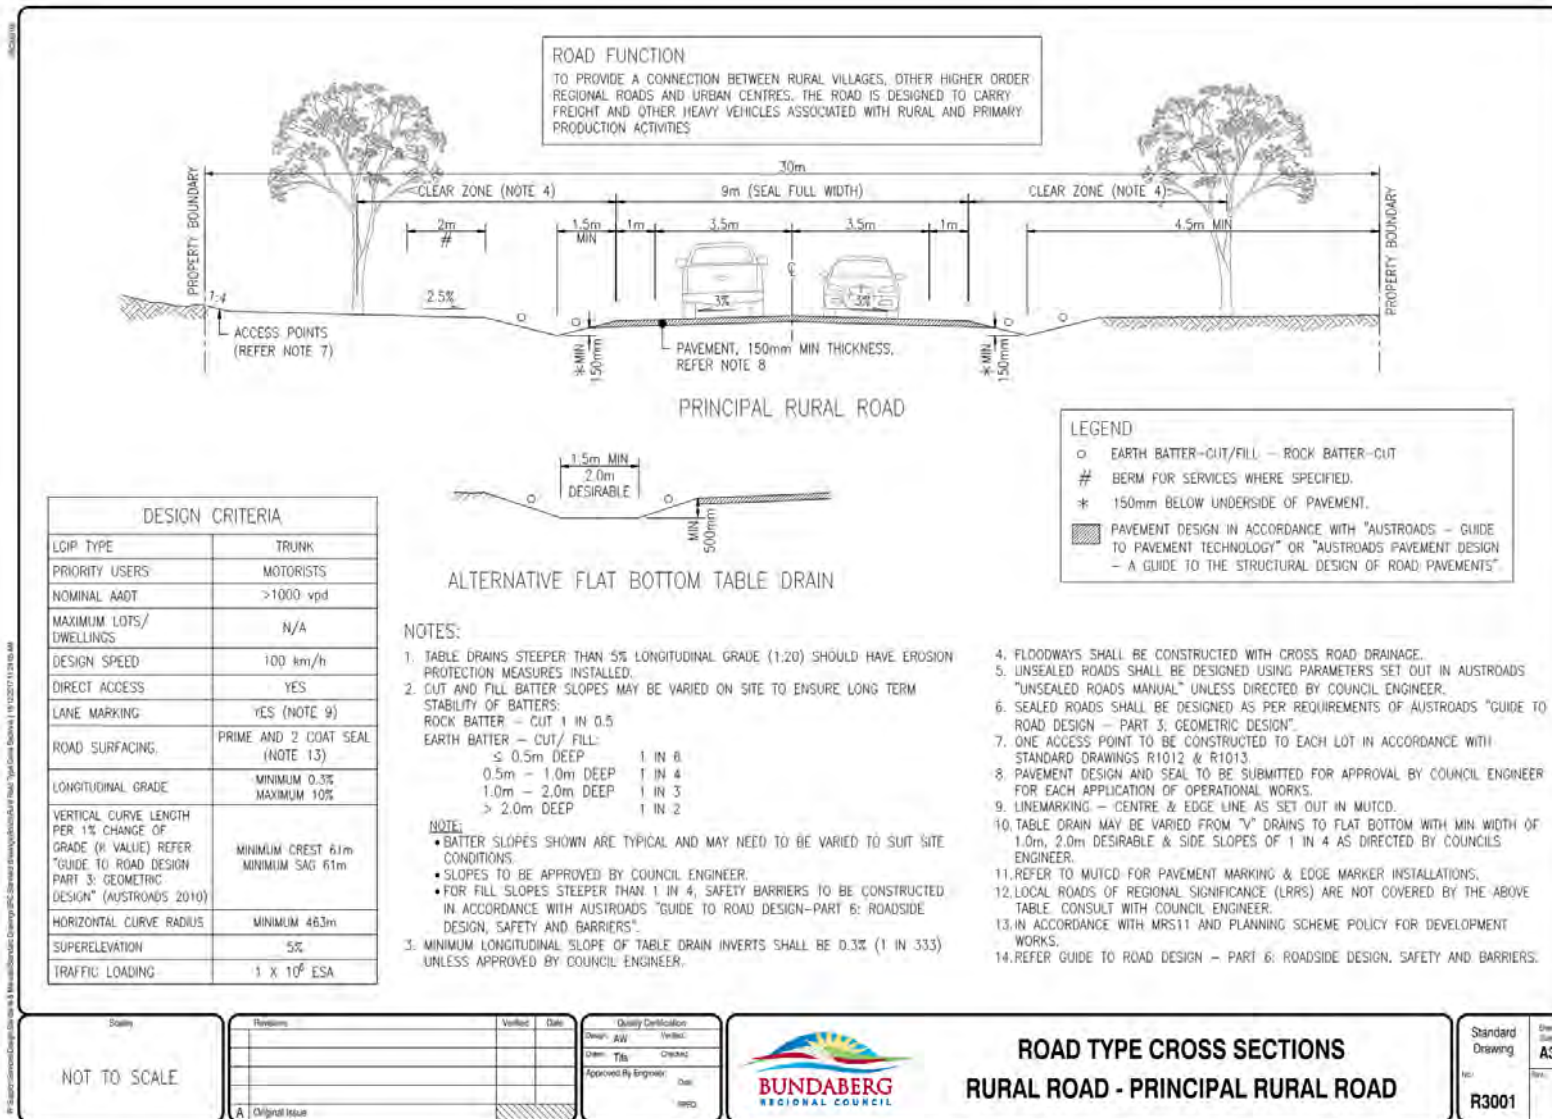 ROAD FUNCTION
TO PROVIDE A CONNECTION BETWEEN RURAL VILLAGES, OTHER HIGHER ORDER
REGIONAL ROADS AND URBAN CENTRES. THE ROAD IS DESIGNED TO CARRY
FREIGHT AND OTHER HEAVY VEHICLES ASSOCIATED WITH RURAL AND PRIMARY
PRODUCTION ACTIVITIES
30m
PROPERTY BOUNDARY
CLEAR ZONE (NOTE 4)
9m (SEAL FULL WIDTH)
CLEAR ZONE (NOTE 4)
PROPERTY BOUNDARY
2m
#
1.5m
MIN
1m
3.5m
3.5m
1m
4.5m MIN
1:4
2.5%
3%
3%
ACCESS POINTS
(REFER NOTE 7)
* MIN
150mm
PAVEMENT, 150mm MIN THICKNESS,
REFER NOTE 8
* MIN
150mm
PRINCIPAL RURAL ROAD
1.5m MIN
2.0m
DESIRABLE
MIN
500mm
ALTERNATIVE FLAT BOTTOM TABLE DRAIN
LEGEND
o EARTH BATTER-CUT/FILL - ROCK BATTER-CUT
# BERM FOR SERVICES WHERE SPECIFIED.
* 150mm BELOW UNDERSIDE OF PAVEMENT.
PAVEMENT DESIGN IN ACCORDANCE WITH "AUSTROADS - GUIDE
TO PAVEMENT TECHNOLOGY" OR "AUSTROADS PAVEMENT DESIGN
- A GUIDE TO THE STRUCTURAL DESIGN OF ROAD PAVEMENTS"
DESIGN CRITERIA
LGIP TYPE TRUNK
PRIORITY USERS MOTORISTS
NOMINAL AADT >1000 vpd
MAXIMUM LOTS/
DWELLINGS N/A
DESIGN SPEED 100 km/h
DIRECT ACCESS YES
LANE MARKING YES (NOTE 9)
ROAD SURFACING. PRIME AND 2 COAT SEAL
(NOTE 13)
LONGITUDINAL GRADE MINIMUM 0.3%
MAXIMUM 10%
VERTICAL CURVE LENGTH
PER 1% CHANGE OF
GRADE (K VALUE) REFER
"GUIDE TO ROAD DESIGN
PART 3: GEOMETRIC
DESIGN" (AUSTROADS 2010)
MINIMUM CREST 61m
MINIMUM SAG 61m
HORIZONTAL CURVE RADIUS MINIMUM 463m
SUPERELEVATION 5%
TRAFFIC LOADING 1 X 10⁶ ESA
NOTES:
1. TABLE DRAINS STEEPER THAN 5% LONGITUDINAL GRADE (1:20) SHOULD HAVE EROSION
PROTECTION MEASURES INSTALLED.
2. CUT AND FILL BATTER SLOPES MAY BE VARIED ON SITE TO ENSURE LONG TERM
STABILITY OF BATTERS:
ROCK BATTER - CUT 1 IN 0.5
EARTH BATTER - CUT/ FILL:
≤ 0.5m DEEP 1 IN 6
0.5m - 1.0m DEEP 1 IN 4
1.0m - 2.0m DEEP 1 IN 3
> 2.0m DEEP 1 IN 2
NOTE:
• BATTER SLOPES SHOWN ARE TYPICAL AND MAY NEED TO BE VARIED TO SUIT SITE
CONDITIONS.
• SLOPES TO BE APPROVED BY COUNCIL ENGINEER.
• FOR FILL SLOPES STEEPER THAN 1 IN 4, SAFETY BARRIERS TO BE CONSTRUCTED
IN ACCORDANCE WITH AUSTROADS "GUIDE TO ROAD DESIGN-PART 6: ROADSIDE
DESIGN, SAFETY AND BARRIERS".
3. MINIMUM LONGITUDINAL SLOPE OF TABLE DRAIN INVERTS SHALL BE 0.3% (1 IN 333)
UNLESS APPROVED BY COUNCIL ENGINEER.
4. FLOODWAYS SHALL BE CONSTRUCTED WITH CROSS ROAD DRAINAGE.
5. UNSEALED ROADS SHALL BE DESIGNED USING PARAMETERS SET OUT IN AUSTROADS
"UNSEALED ROADS MANUAL" UNLESS DIRECTED BY COUNCIL ENGINEER.
6. SEALED ROADS SHALL BE DESIGNED AS PER REQUIREMENTS OF AUSTROADS "GUIDE TO
ROAD DESIGN - PART 3: GEOMETRIC DESIGN".
7. ONE ACCESS POINT TO BE CONSTRUCTED TO EACH LOT IN ACCORDANCE WITH
STANDARD DRAWINGS R1012 & R1013.
8. PAVEMENT DESIGN AND SEAL TO BE SUBMITTED FOR APPROVAL BY COUNCIL ENGINEER
FOR EACH APPLICATION OF OPERATIONAL WORKS.
9. LINEMARKING - CENTRE & EDGE LINE AS SET OUT IN MUTCD.
10. TABLE DRAIN MAY BE VARIED FROM "V" DRAINS TO FLAT BOTTOM WITH MIN WIDTH OF
1.0m, 2.0m DESIRABLE & SIDE SLOPES OF 1 IN 4 AS DIRECTED BY COUNCILS
ENGINEER.
11. REFER TO MUTCD FOR PAVEMENT MARKING & EDGE MARKER INSTALLATIONS.
12. LOCAL ROADS OF REGIONAL SIGNIFICANCE (LRRS) ARE NOT COVERED BY THE ABOVE
TABLE. CONSULT WITH COUNCIL ENGINEER.
13. IN ACCORDANCE WITH MRS11 AND PLANNING SCHEME POLICY FOR DEVELOPMENT
WORKS.
14. REFER GUIDE TO ROAD DESIGN - PART 6: ROADSIDE DESIGN, SAFETY AND BARRIERS.
Scales
NOT TO SCALE
Revisions Verified Date
A Original Issue
Quality Certification
Design: AW Verified:
Drawn: Checked:
Approved By Engineer:
Date
RPEQ
BUNDABERG
REGIONAL COUNCIL
ROAD TYPE CROSS SECTIONS
RURAL ROAD - PRINCIPAL RURAL ROAD
Standard
Drawing
No.:
R3001
A3